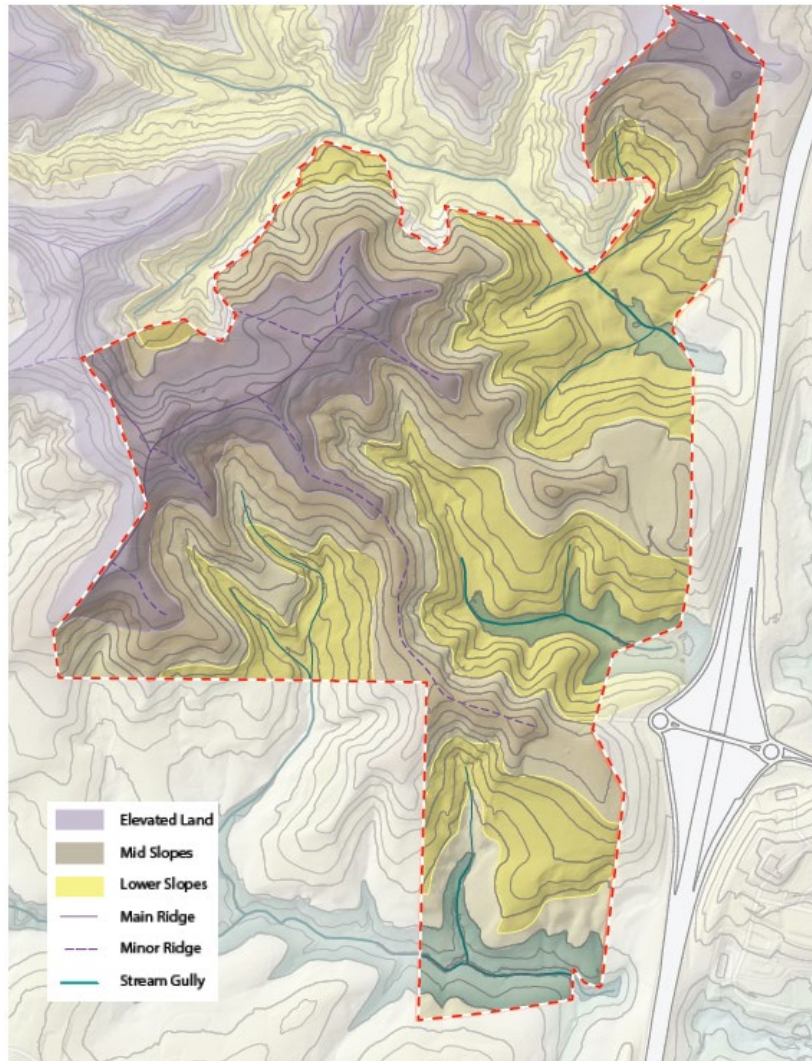 Elevated Land
Mid Slopes
Lower Slopes
Main Ridge
Minor Ridge
Stream Gully